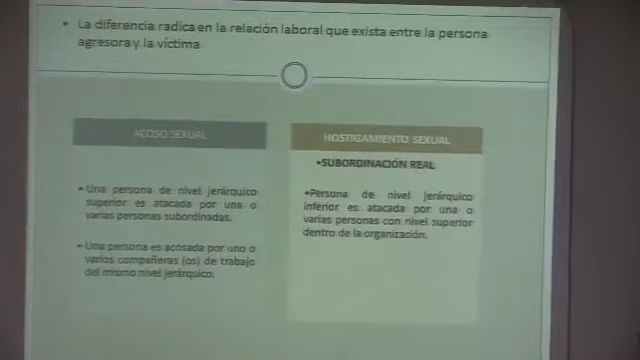 • La diferencia radica en la relación laboral que exista entre la persona
agresora y la víctima
ACOSO SEXUAL
• Una persona de nivel jerárquico
superior es atacada por una o
varias personas subordinadas.
• Una persona es acosada por uno o
varios compañeras (os) de trabajo
del mismo nivel jerárquico.
HOSTIGAMIENTO SEXUAL
•SUBORDINACIÓN REAL
•Persona de nivel jerárquico
inferior es atacada por una o
varias personas con nivel superior
dentro de la organización.